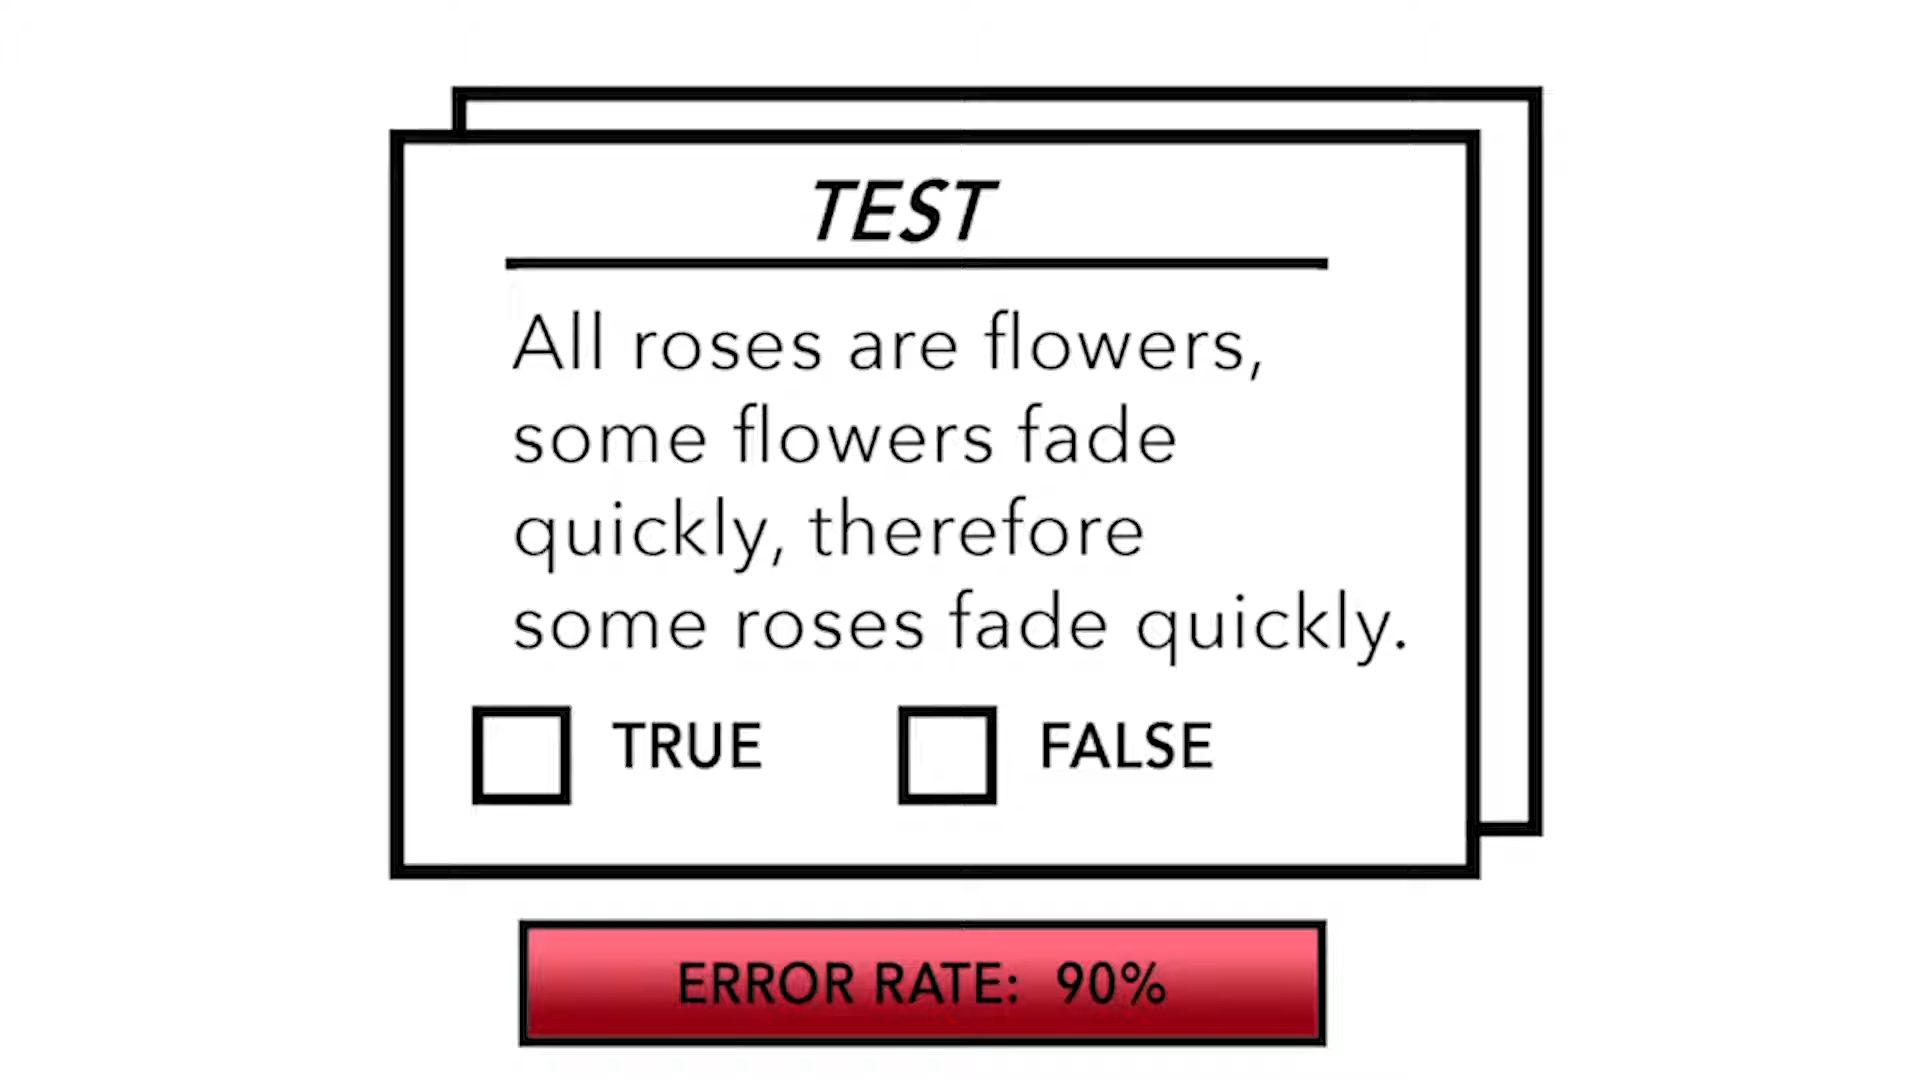 TEST
All roses are flowers,
some flowers fade
quickly, therefore
some roses fade quickly.
TRUE FALSE
ERROR RATE: 90%